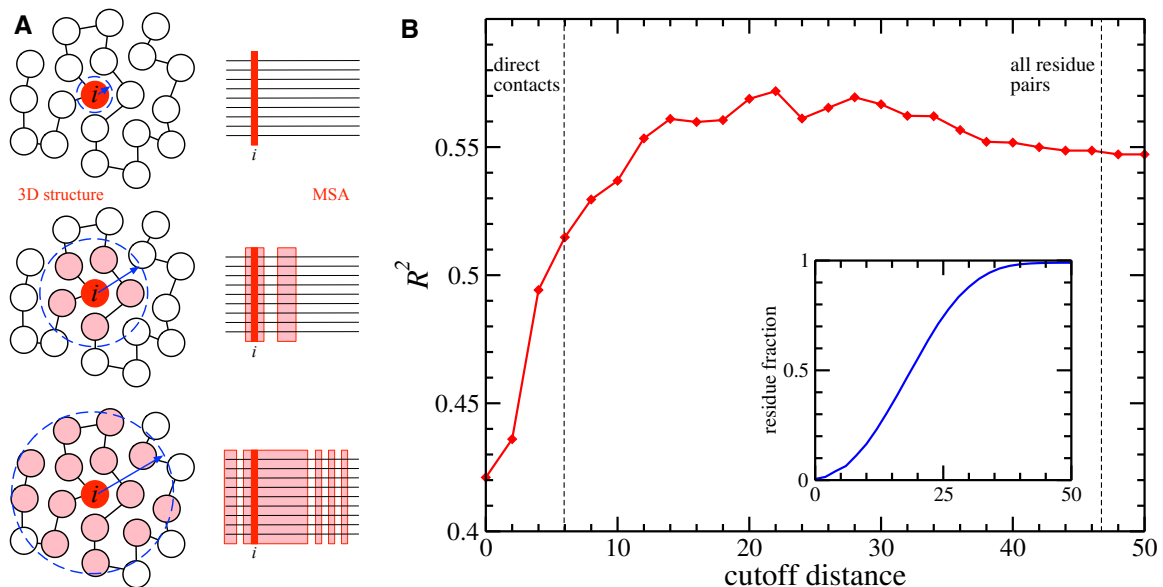 A
i
i
3D structure
MSA
i
i
i
i
B
direct
contacts
all residue
pairs
R²
0.55
0.5
0.45
0.4
0
10
20
30
40
50
cutoff distance
residue fraction
1
0.5
0
0
25
50